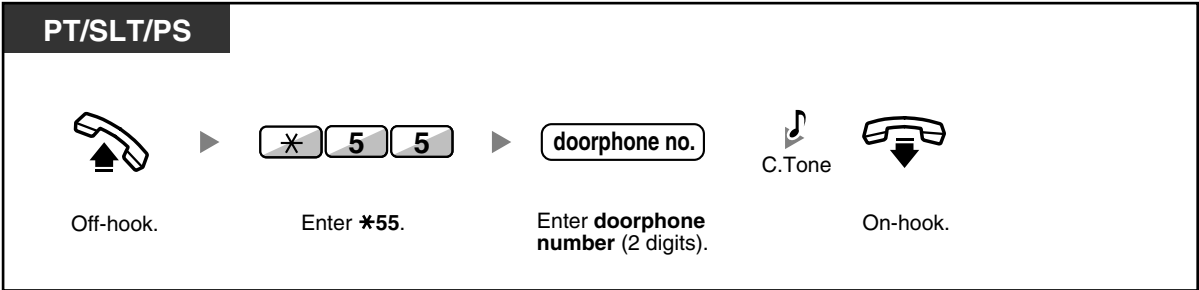 PT/SLT/PS
✳ 5 5
doorphone no.
C.Tone
Off-hook.
Enter ✳55.
Enter doorphone
number (2 digits).
On-hook.